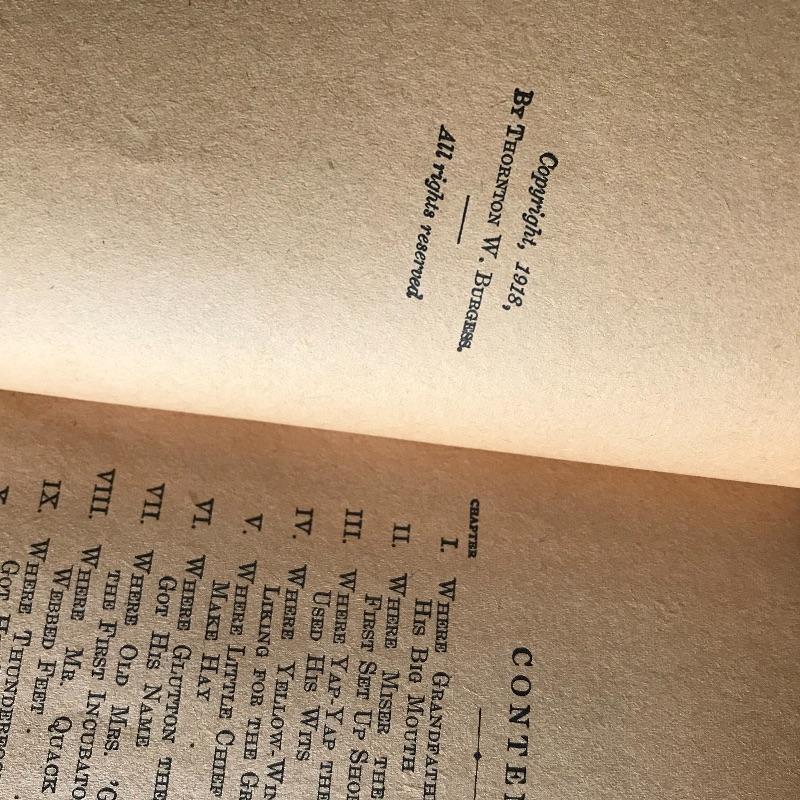 Copyright, 1918,
By Thornton W. Burgess.
All rights reserved
CONTE
CHAPTER
I. Where Grandfath
His Big Mouth
II. Where Miser the
First Set Up Shop
III. Where Yap-Yap the
Used His Wits
IV. Where Yellow-Win
Liking for the Gr
V. Where Little Chief
Make Hay
VI. Where Glutton the
Got His Name
VII. Where Old Mrs.
the First Incubato
VIII. Where Mr. Quack
Webbed Feet
IX. Where Thunderfoo
Got H